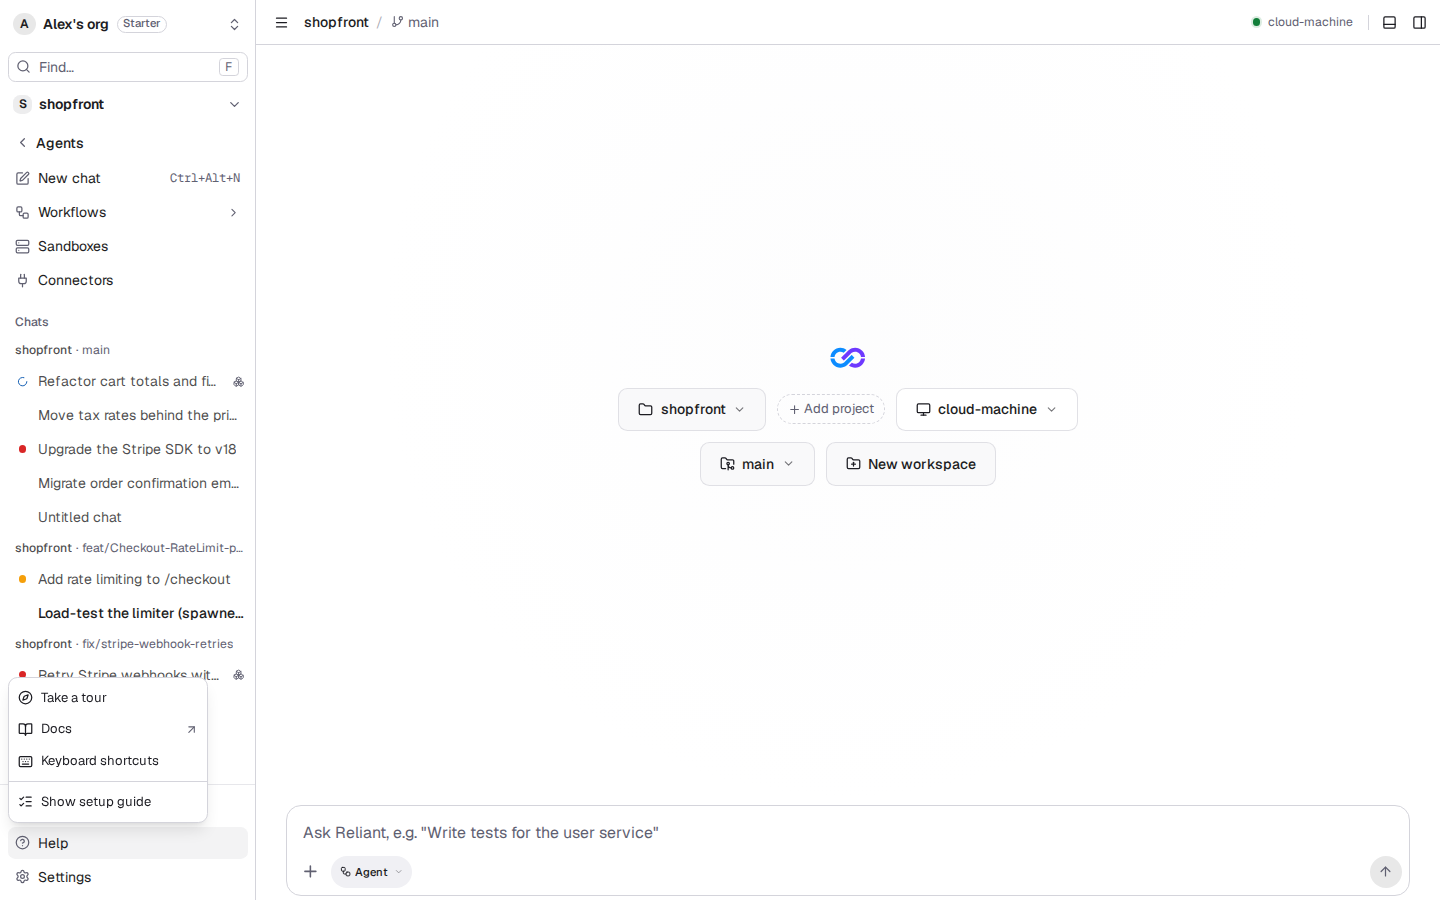 A Alex's org Starter
Find... F
S shopfront
Agents
New chat Ctrl+Alt+N
Workflows
Sandboxes
Connectors
Chats
shopfront · main
Refactor cart totals and fi...
Move tax rates behind the pri...
Upgrade the Stripe SDK to v18
Migrate order confirmation em...
Untitled chat
shopfront · feat/Checkout-RateLimit-p...
Add rate limiting to /checkout
Load-test the limiter (spawne...
shopfront · fix/stripe-webhook-retries
Retry Stripe webhooks wit...
Take a tour
Docs
Keyboard shortcuts
Show setup guide
Help
Settings
shopfront / main
cloud-machine
shopfront
+ Add project
cloud-machine
main
New workspace
Ask Reliant, e.g. "Write tests for the user service"
Agent